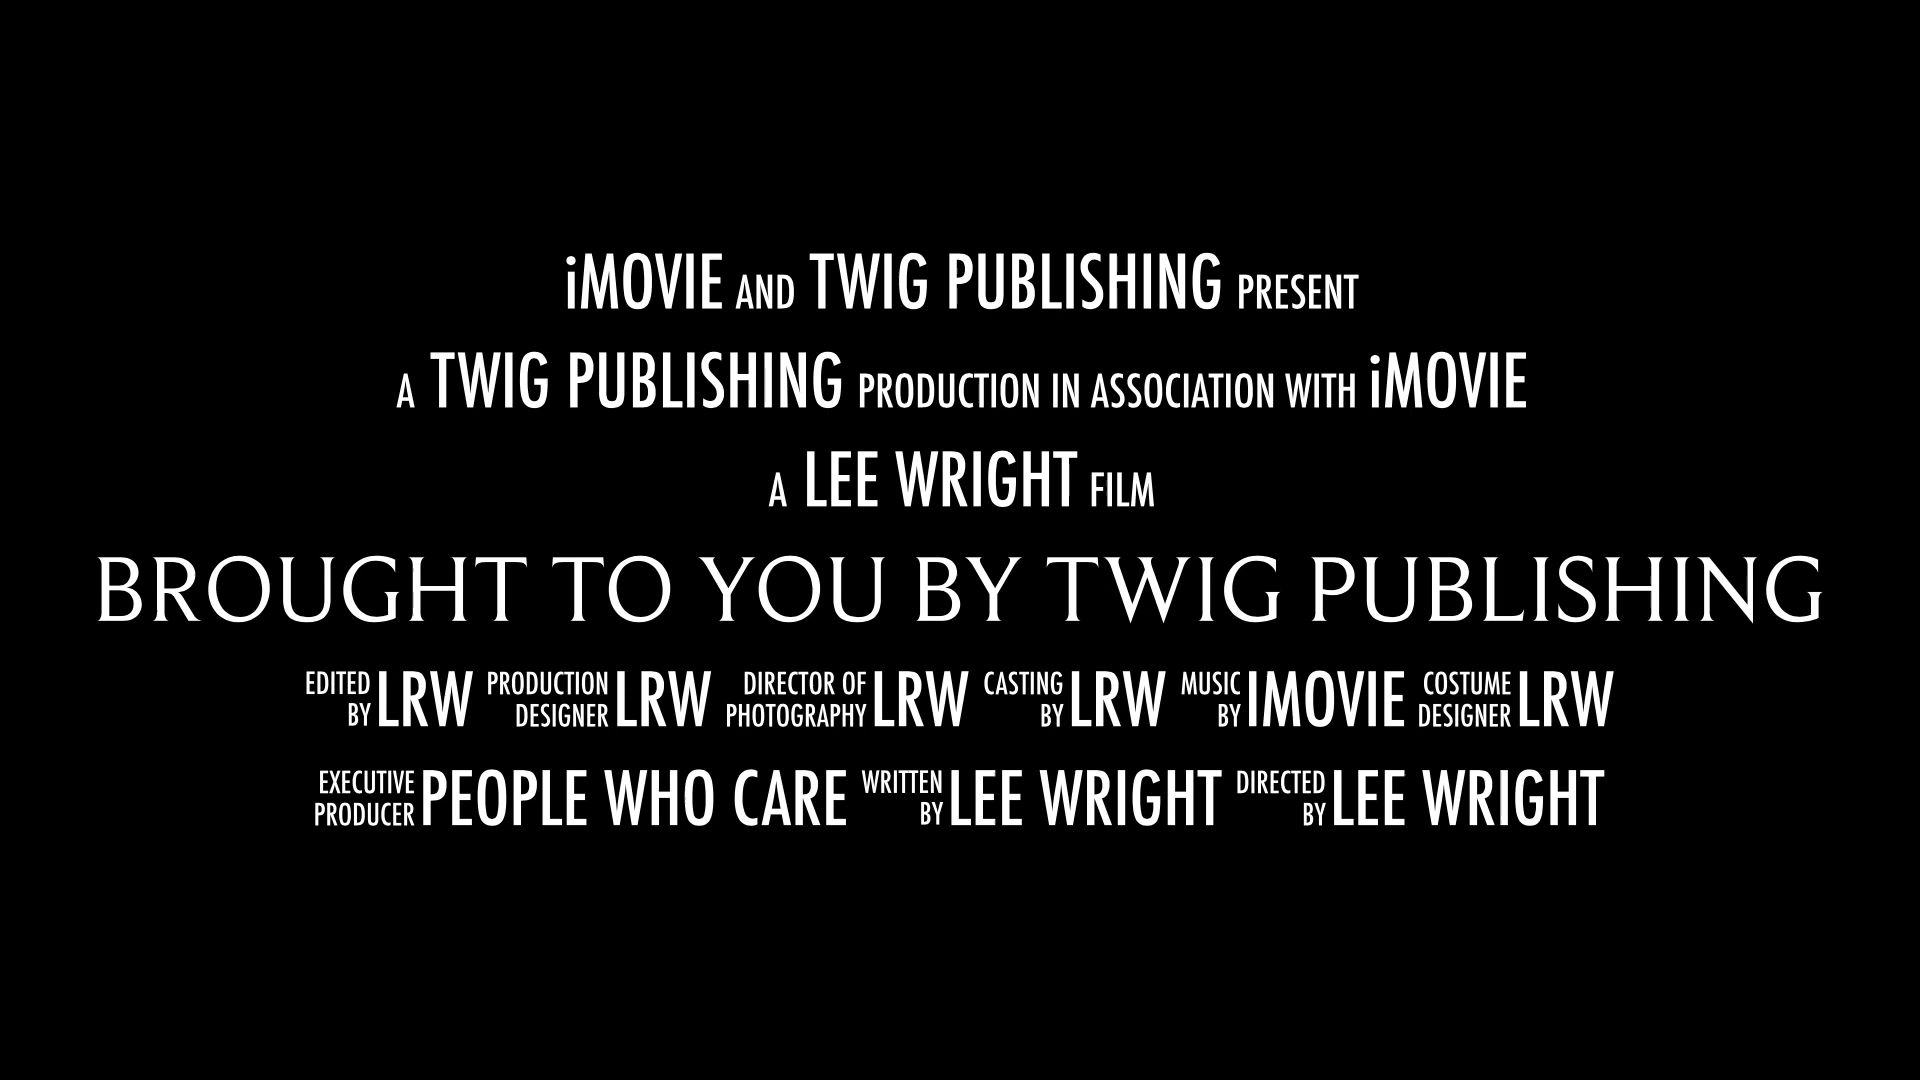 iMOVIE AND TWIG PUBLISHING PRESENT
A TWIG PUBLISHING PRODUCTION IN ASSOCIATION WITH iMOVIE
A LEE WRIGHT FILM
BROUGHT TO YOU BY TWIG PUBLISHING
EDITED BY LRW PRODUCTION DESIGNER LRW DIRECTOR OF PHOTOGRAPHY LRW CASTING BY LRW MUSIC BY IMOVIE COSTUME DESIGNER LRW
EXECUTIVE PRODUCER PEOPLE WHO CARE WRITTEN BY LEE WRIGHT DIRECTED BY LEE WRIGHT